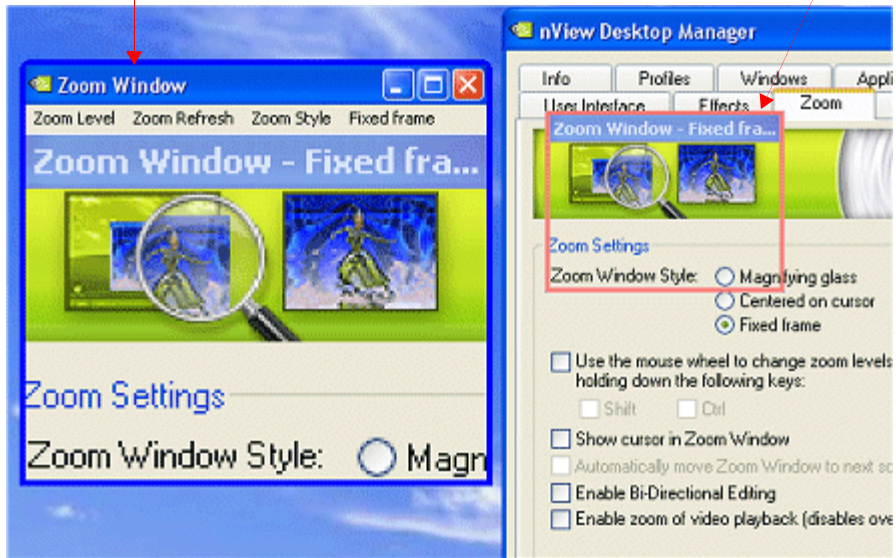 Zoom Window
Zoom Level Zoom Refresh Zoom Style Fixed frame
Zoom Window - Fixed fra...
Zoom Settings
Zoom Window Style: Magn
nView Desktop Manager
Info Profiles Windows Appli
User Interface Effects Zoom
Zoom Window - Fixed fra...
Zoom Settings
Zoom Window Style: Magnifying glass
Centered on cursor
Fixed frame
Use the mouse wheel to change zoom levels
holding down the following keys:
Shift Ctrl
Show cursor in Zoom Window
Automatically move Zoom Window to next sc
Enable Bi-Directional Editing
Enable zoom of video playback (disables ove